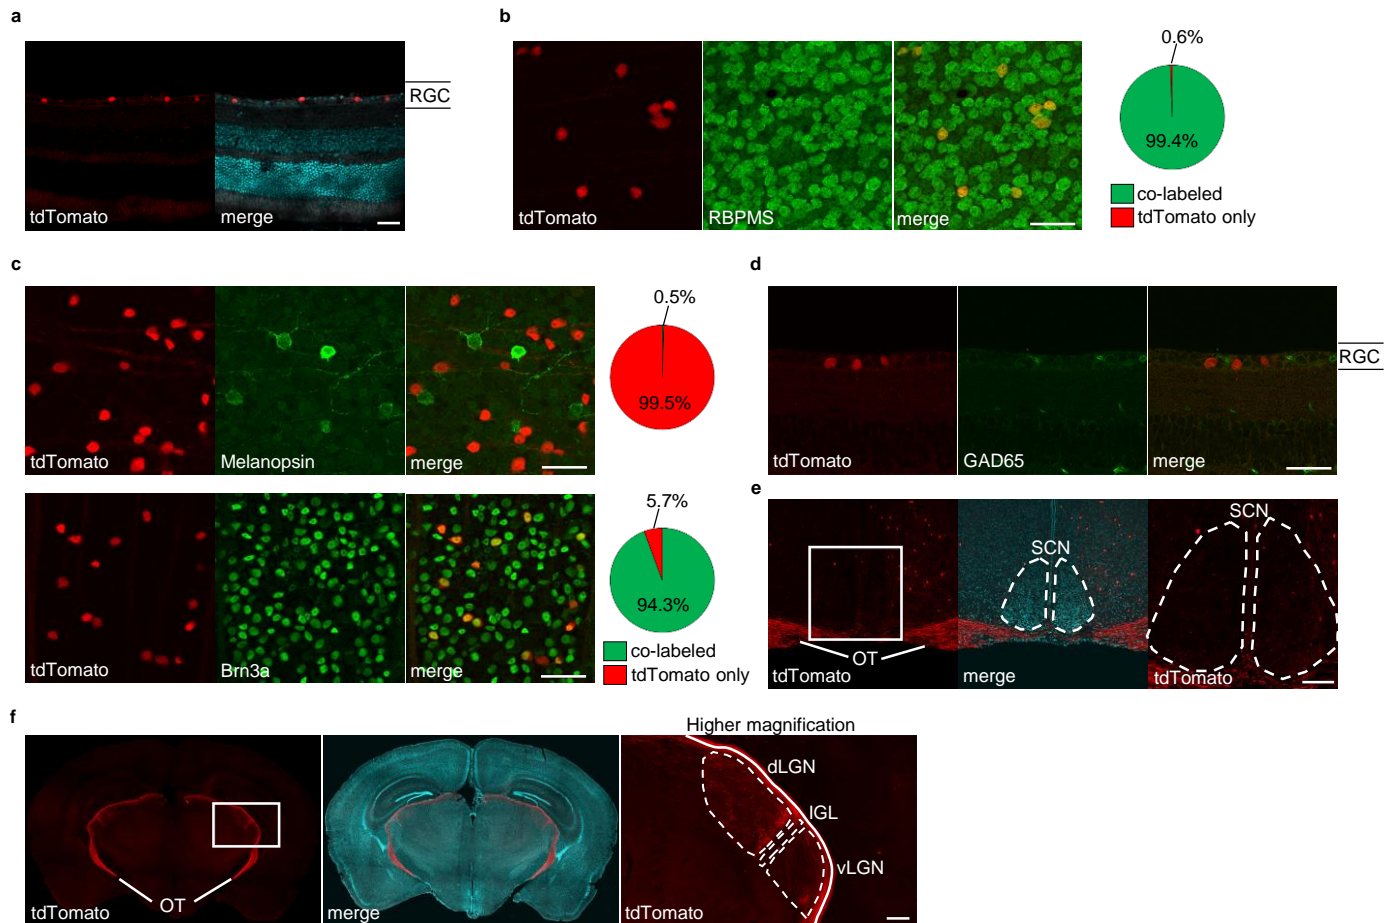 a
RGC
tdTomato
merge
b
0.6%
99.4%
co-labeled
tdTomato only
tdTomato
RBPMS
merge
c
0.5%
99.5%
tdTomato
Melanopsin
merge
5.7%
94.3%
co-labeled
tdTomato only
tdTomato
Brn3a
merge
d
RGC
tdTomato
GAD65
merge
e
SCN
SCN
OT
tdTomato
merge
tdTomato
f
Higher magnification
dLGN
IGL
vLGN
OT
tdTomato
merge
tdTomato